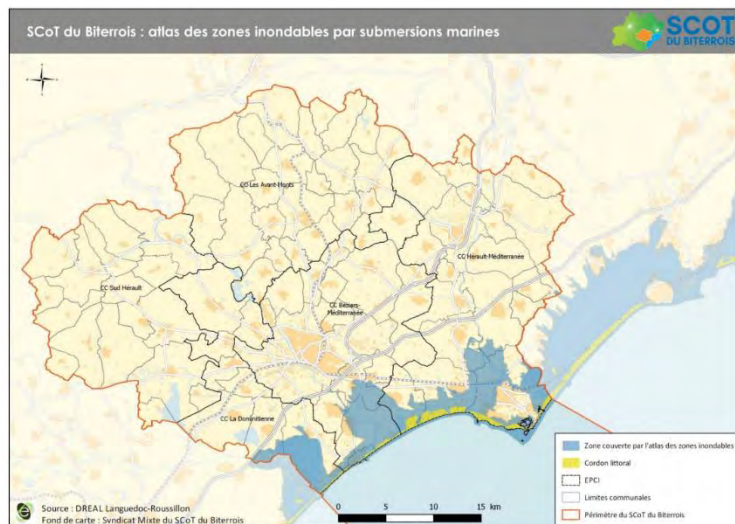 SCoT du Biterrois : atlas des zones inondables par submersions marines
SCOT
DU BITERROIS
CC Les Avant-Monts
CC Hérault-Méditerranée
CC Sud Hérault
CC Béziers-
Méditerranée
CC La Domitienne
Zone couverte par l'atlas des zones inondables
Cordon littoral
EPCI
Limites communales
Périmètre du SCoT du Biterrois
Source : DREAL Languedoc-Roussillon
Fond de carte : Syndicat Mixte du SCoT du Biterrois
0 5 10 15 km